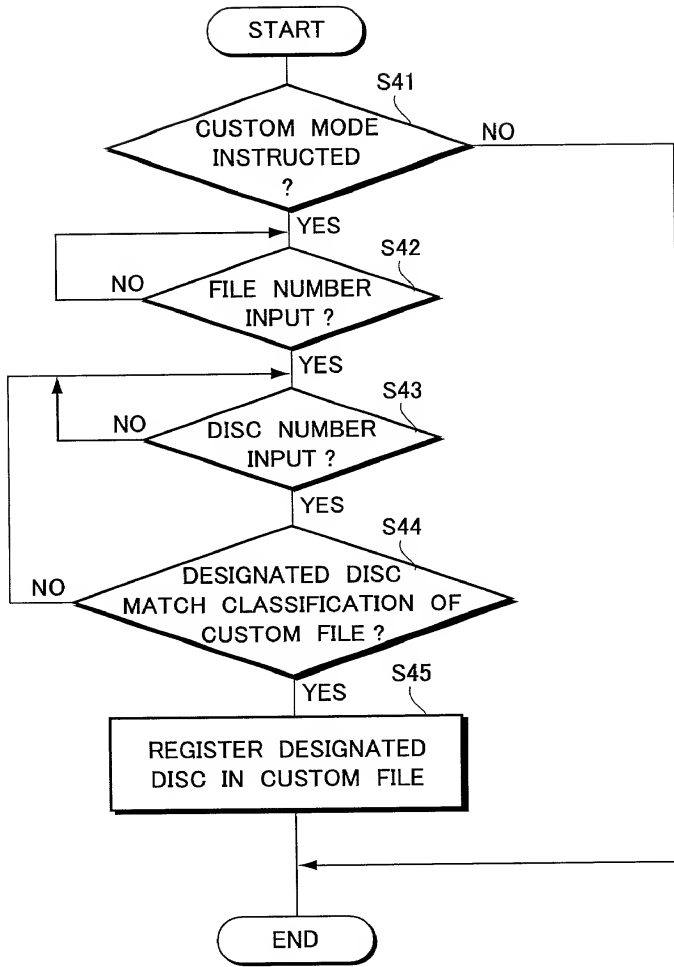 START
S41
CUSTOM MODE
INSTRUCTED
?
NO
YES
S42
NO
FILE NUMBER
INPUT ?
YES
S43
NO
DISC NUMBER
INPUT ?
YES
S44
NO
DESIGNATED DISC
MATCH CLASSIFICATION OF
CUSTOM FILE ?
YES
S45
REGISTER DESIGNATED
DISC IN CUSTOM FILE
END